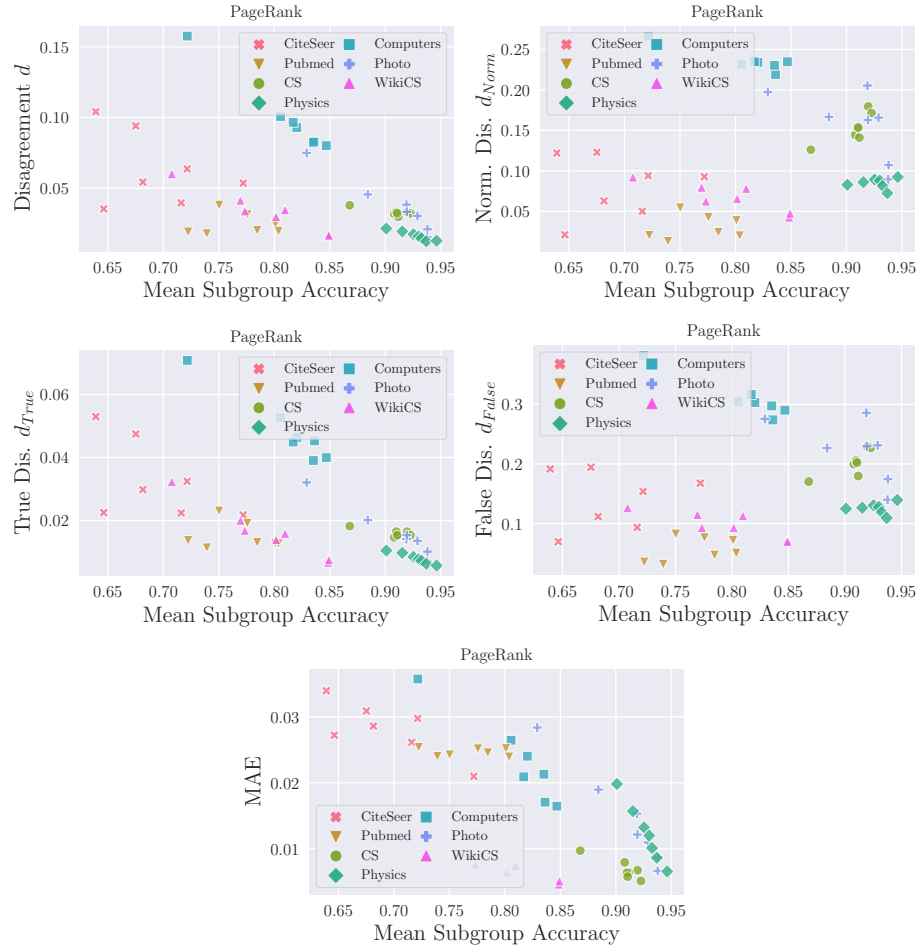 PageRank
0.15
0.10
0.05
Disagreement d
CiteSeer
Pubmed
CS
Physics
Computers
Photo
WikiCS
0.65 0.70 0.75 0.80 0.85 0.90 0.95
Mean Subgroup Accuracy
PageRank
0.25
0.20
0.15
0.10
0.05
Norm. Dis. d_Norm
CiteSeer
Pubmed
CS
Physics
Computers
Photo
WikiCS
0.65 0.70 0.75 0.80 0.85 0.90 0.95
Mean Subgroup Accuracy
PageRank
0.06
0.04
0.02
True Dis. d_True
CiteSeer
Pubmed
CS
Physics
Computers
Photo
WikiCS
0.65 0.70 0.75 0.80 0.85 0.90 0.95
Mean Subgroup Accuracy
PageRank
0.3
0.2
0.1
False Dis. d_False
CiteSeer
Pubmed
CS
Physics
Computers
Photo
WikiCS
0.65 0.70 0.75 0.80 0.85 0.90 0.95
Mean Subgroup Accuracy
PageRank
0.03
0.02
0.01
MAE
CiteSeer
Pubmed
CS
Physics
Computers
Photo
WikiCS
0.65 0.70 0.75 0.80 0.85 0.90 0.95
Mean Subgroup Accuracy